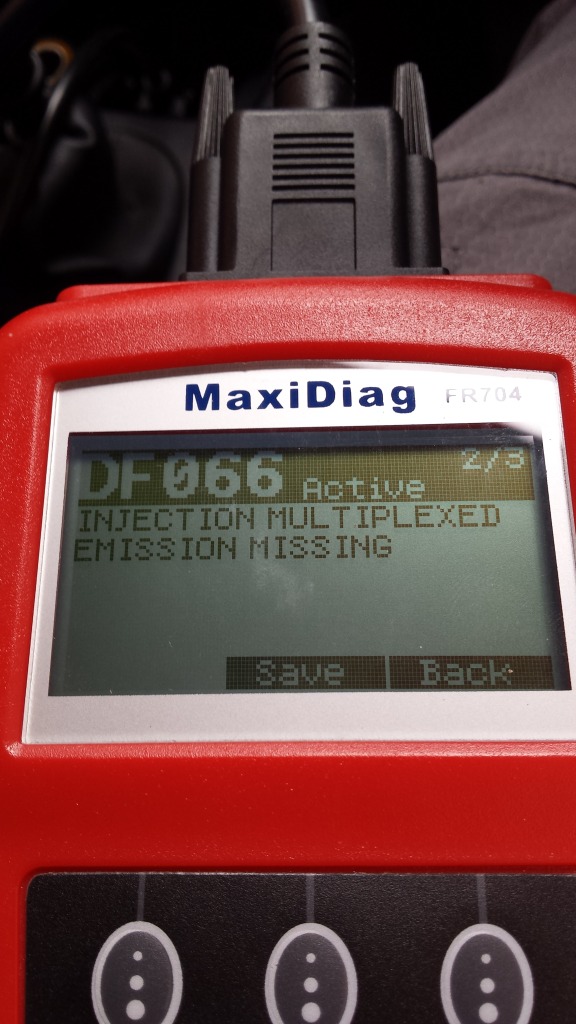 MaxiDiag FR704
DF066 Active 2/3
INJECTION MULTIPLEXED
EMISSION MISSING
Save Back